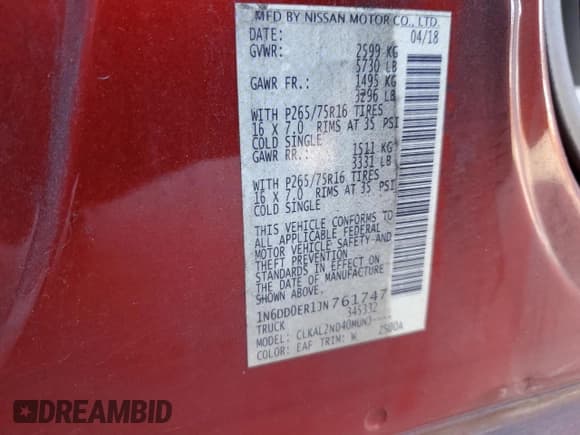 MFD BY NISSAN MOTOR CO., LTD.
DATE: 04/18
GVWR: 2599 KG
5730 LB
GAWR FR.: 1495 KG
3296 LB
WITH P265/75R16 TIRES
16 X 7.0 RIMS AT 35 PSI
COLD SINGLE
GAWR RR.: 1511 KG
3331 LB
WITH P265/75R16 TIRES
16 X 7.0 RIMS AT 35 PSI
COLD SINGLE
THIS VEHICLE CONFORMS TO
ALL APPLICABLE FEDERAL
MOTOR VEHICLE SAFETY AND
THEFT PREVENTION
STANDARDS IN EFFECT ON
THE DATE OF MANUFACTURE
SHOWN ABOVE.
1N6DD0ER1JN761747
TRUCK 345332
MODEL:
COLOR: EAF TRIM: W
DREAMBID